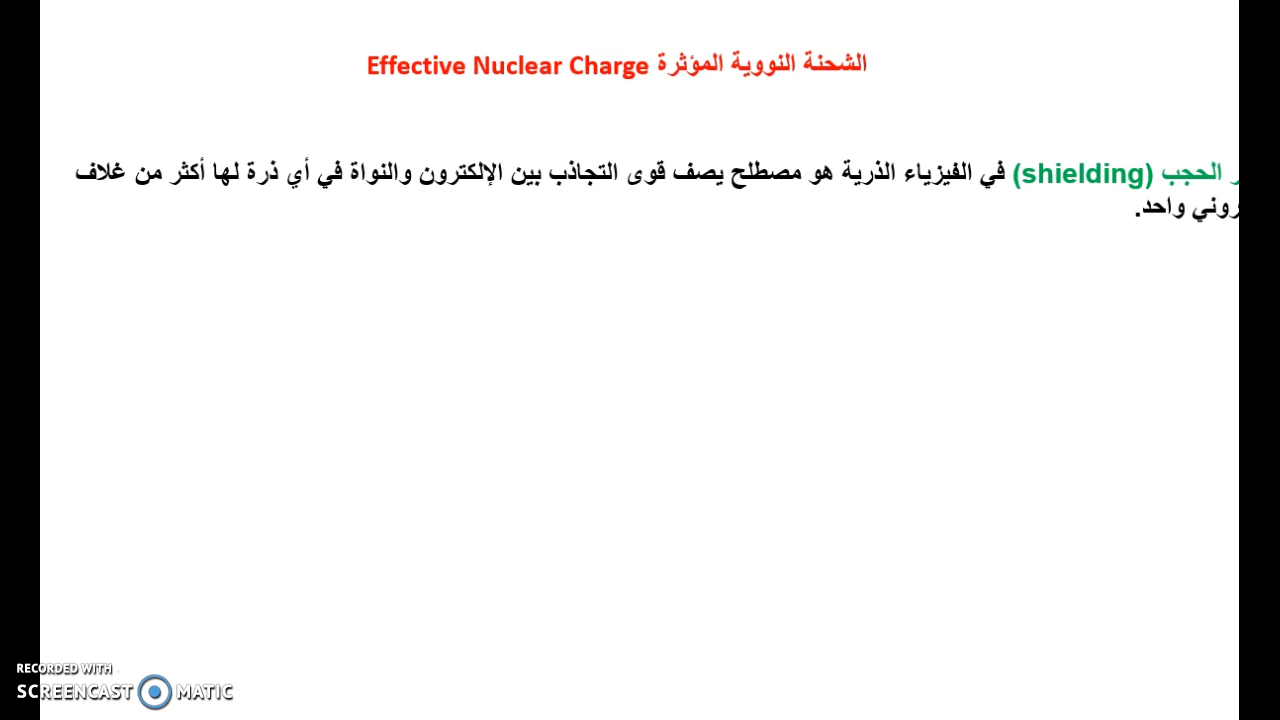 الشحنة النووية المؤثرة Effective Nuclear Charge
الحجب (shielding) في الفيزياء الذرية هو مصطلح يصف قوى التجاذب بين الإلكترون والنواة في أي ذرة لها أكثر من غلاف
واحد.
RECORDED WITH
SCREENCAST MATIC